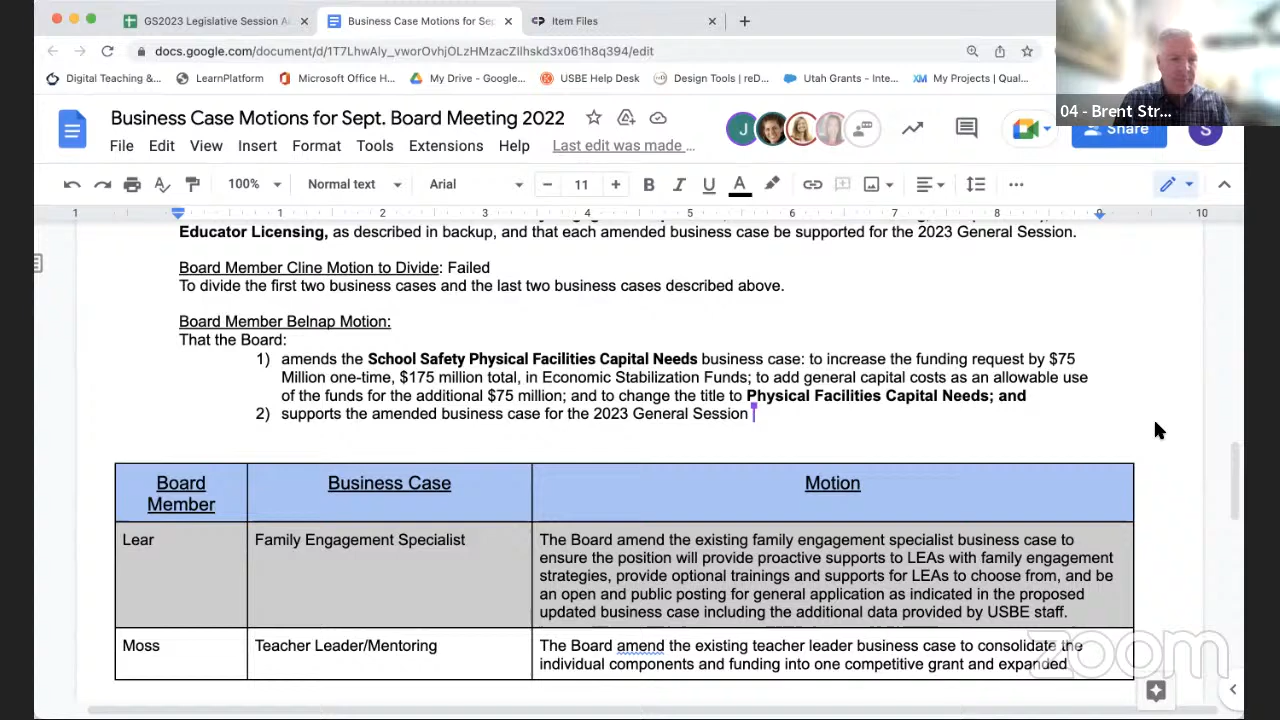 GS2023 Legislative Session A
Business Case Motions for Sep
Item Files
docs.google.com/document/d/1T7LhwAly_vworOvhjOLzHMzacZilhskd3x061h8q394/edit
Digital Teaching &...
LearnPlatform
Microsoft Office H...
My Drive - Google...
USBE Help Desk
Design Tools | reD...
Utah Grants - Inte...
XM My Projects | Qual...
04 - Brent Str...
Business Case Motions for Sept. Board Meeting 2022
J
Share
S
File Edit View Insert Format Tools Extensions Help Last edit was made ...
100% Normal text Arial 11 B I U A
1 1 2 3 4 5 6 7 8 9 10
Educator Licensing, as described in backup, and that each amended business case be supported for the 2023 General Session.
Board Member Cline Motion to Divide: Failed
To divide the first two business cases and the last two business cases described above.
Board Member Belnap Motion:
That the Board:
1) amends the School Safety Physical Facilities Capital Needs business case: to increase the funding request by $75
Million one-time, $175 million total, in Economic Stabilization Funds; to add general capital costs as an allowable use
of the funds for the additional $75 million; and to change the title to Physical Facilities Capital Needs; and
2) supports the amended business case for the 2023 General Session
Board
Member
Business Case
Motion
Lear
Family Engagement Specialist
The Board amend the existing family engagement specialist business case to
ensure the position will provide proactive supports to LEAs with family engagement
strategies, provide optional trainings and supports for LEAs to choose from, and be
an open and public posting for general application as indicated in the proposed
updated business case including the additional data provided by USBE staff.
Moss
Teacher Leader/Mentoring
The Board amend the existing teacher leader business case to consolidate the
individual components and funding into one competitive grant and expanded
zoom